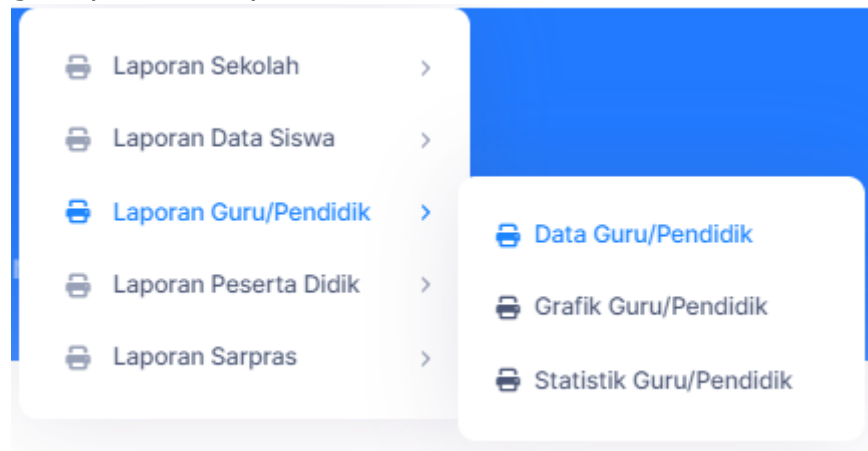 Laporan Sekolah
Laporan Data Siswa
Laporan Guru/Pendidik
Laporan Peserta Didik
Laporan Sarpras
Data Guru/Pendidik
Grafik Guru/Pendidik
Statistik Guru/Pendidik